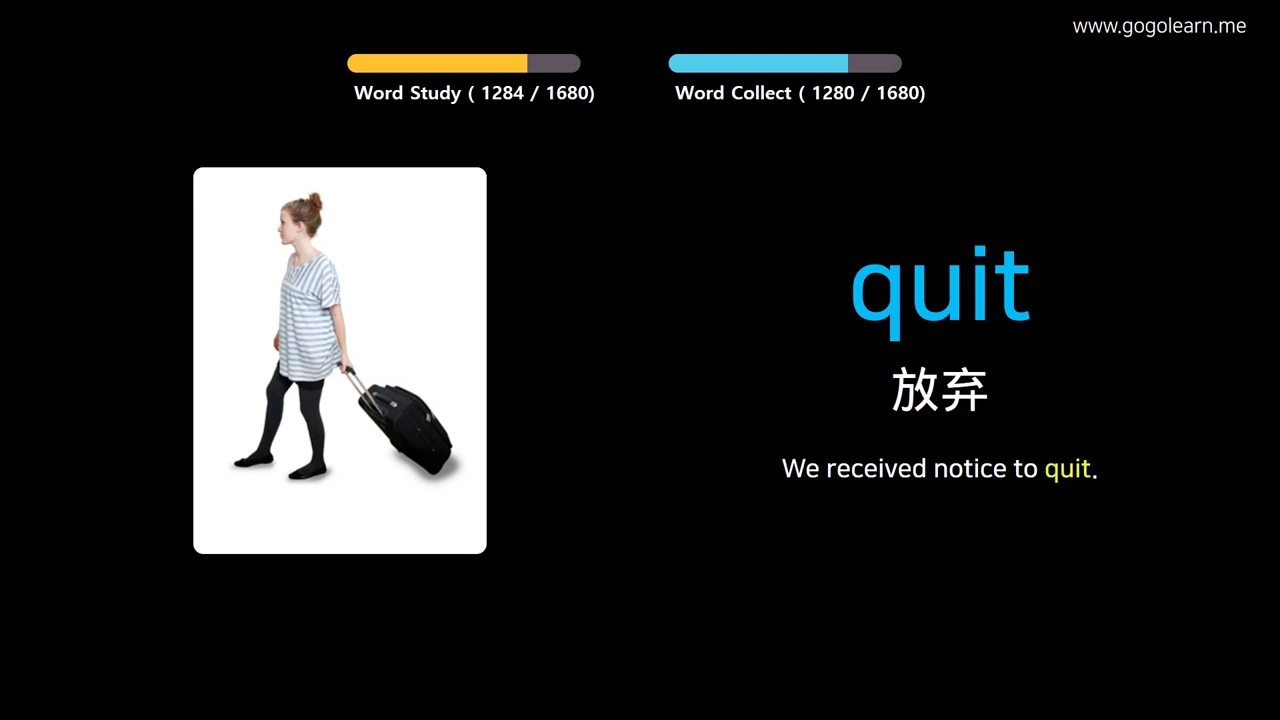 www.gogolearn.me
Word Study ( 1284 / 1680)
Word Collect ( 1280 / 1680)
quit
放弃
We received notice to quit.